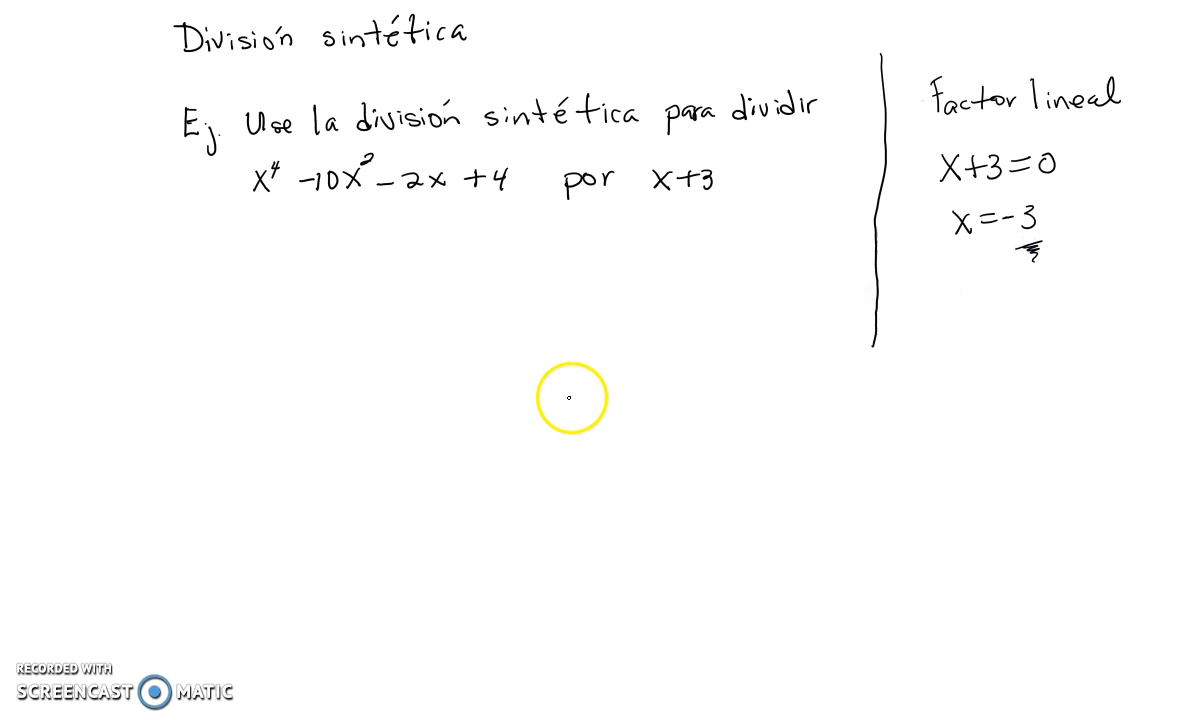 División sintética
Ej. Use la división sintética para dividir
x⁴ -10x² - 2x + 4 por x+3
Factor lineal
x+3=0
x=-3
RECORDED WITH
SCREENCAST MATIC